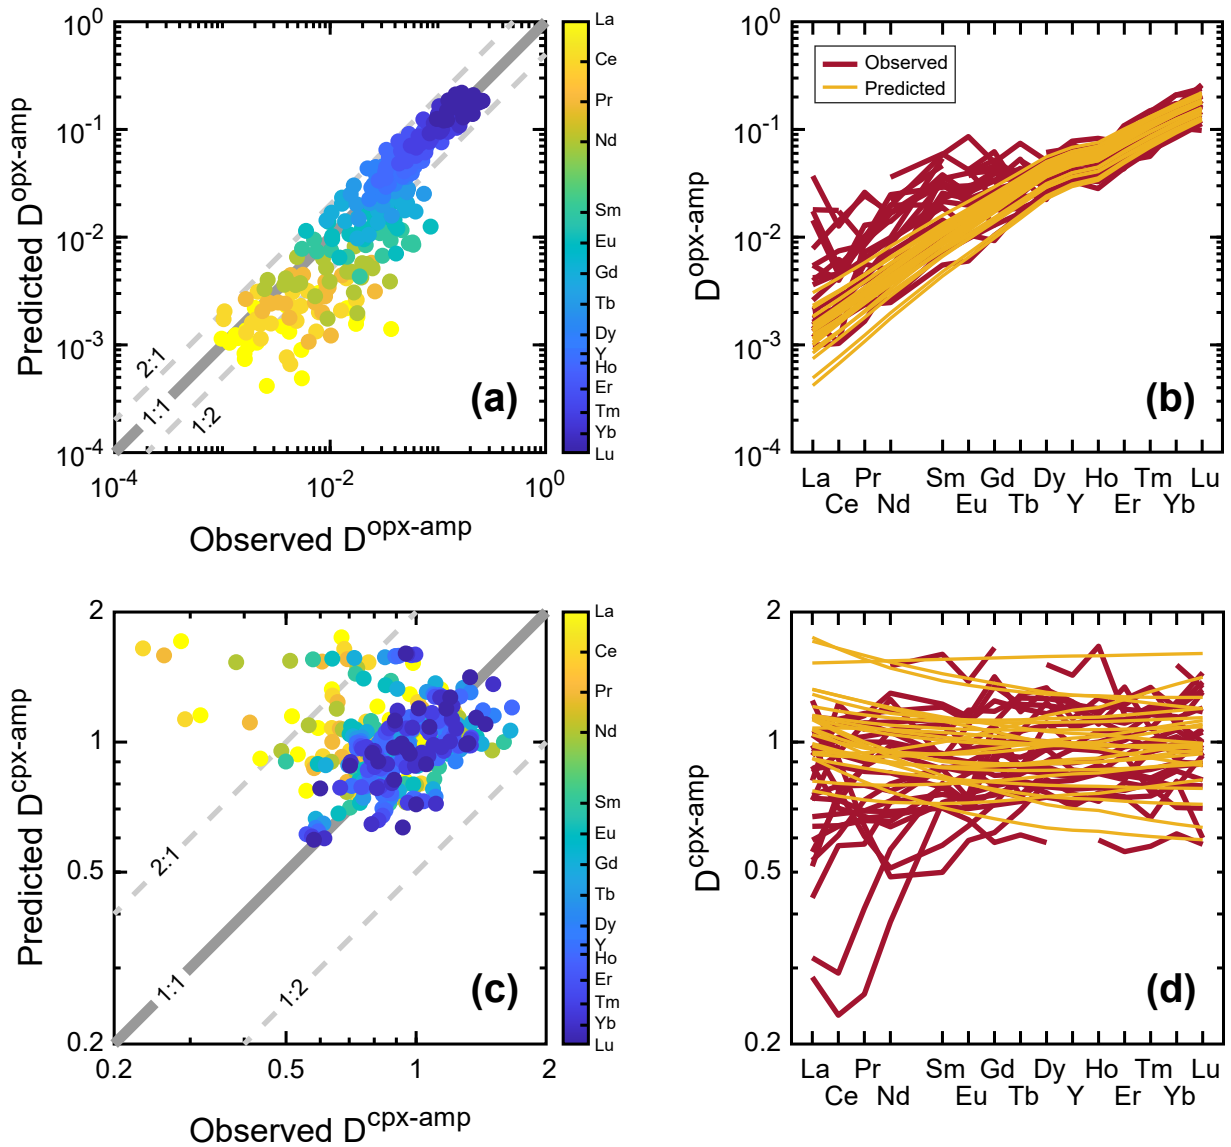 10^0
10^-1
10^-2
10^-3
10^-4
10^-4
10^-2
10^0
Predicted D^opx-amp
Observed D^opx-amp
2:1
1:1
1:2
(a)
La
Ce
Pr
Nd
Sm
Eu
Gd
Tb
Dy
Y
Ho
Er
Tm
Yb
Lu
10^0
10^-1
10^-2
10^-3
10^-4
D^opx-amp
Observed
Predicted
(b)
La Pr Sm Gd Dy Ho Tm Lu
Ce Nd Eu Tb Y Er Yb
2
1
0.5
0.2
0.2 0.5 1 2
Predicted D^cpx-amp
Observed D^cpx-amp
2:1
1:1
1:2
(c)
La
Ce
Pr
Nd
Sm
Eu
Gd
Tb
Dy
Y
Ho
Er
Tm
Yb
Lu
2
1
0.5
0.2
D^cpx-amp
(d)
La Pr Sm Gd Dy Ho Tm Lu
Ce Nd Eu Tb Y Er Yb